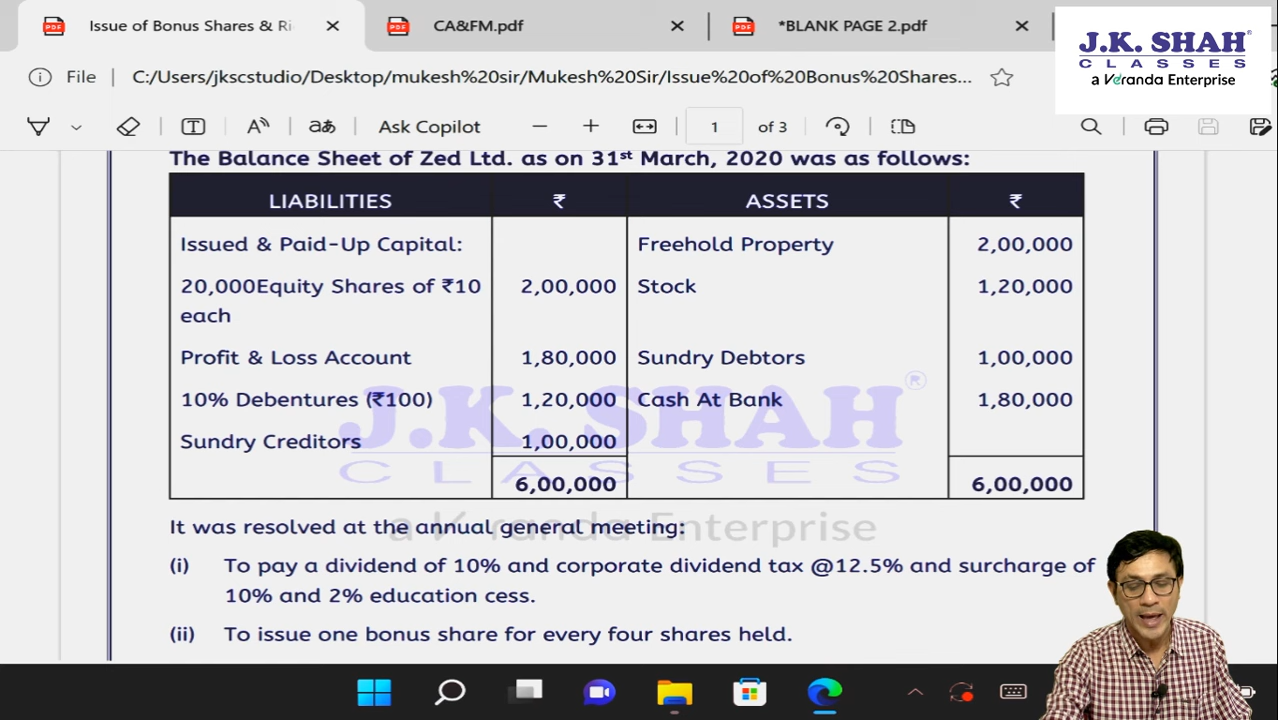 Issue of Bonus Shares & Ri
CA&FM.pdf
*BLANK PAGE 2.pdf
J.K. SHAH®
CLASSES
a Veranda Enterprise
File C:/Users/jkscstudio/Desktop/mukesh%20sir/Mukesh%20Sir/Issue%20of%20Bonus%20Shares...
Ask Copilot
1 of 3
The Balance Sheet of Zed Ltd. as on 31st March, 2020 was as follows:
LIABILITIES ₹ ASSETS ₹
Issued & Paid-Up Capital: Freehold Property 2,00,000
20,000Equity Shares of ₹10 2,00,000 Stock 1,20,000
each
Profit & Loss Account 1,80,000 Sundry Debtors 1,00,000
10% Debentures (₹100) 1,20,000 Cash At Bank 1,80,000
Sundry Creditors 1,00,000
6,00,000 6,00,000
J.K. SHAH®
CLASSES
a Veranda Enterprise
It was resolved at the annual general meeting:
(i) To pay a dividend of 10% and corporate dividend tax @12.5% and surcharge of
10% and 2% education cess.
(ii) To issue one bonus share for every four shares held.